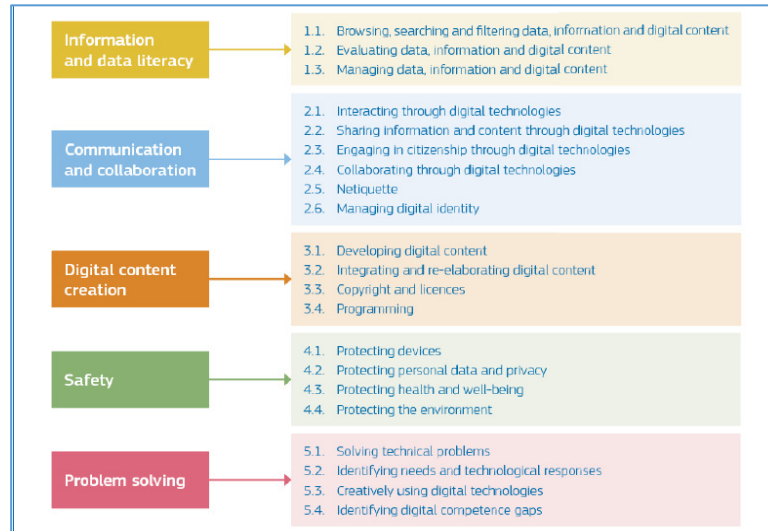 Information
and data literacy
1.1. Browsing, searching and filtering data, information and digital content
1.2. Evaluating data, information and digital content
1.3. Managing data, information and digital content
Communication
and collaboration
2.1. Interacting through digital technologies
2.2. Sharing information and content through digital technologies
2.3. Engaging in citizenship through digital technologies
2.4. Collaborating through digital technologies
2.5. Netiquette
2.6. Managing digital identity
Digital content
creation
3.1. Developing digital content
3.2. Integrating and re-elaborating digital content
3.3. Copyright and licences
3.4. Programming
Safety
4.1. Protecting devices
4.2. Protecting personal data and privacy
4.3. Protecting health and well-being
4.4. Protecting the environment
Problem solving
5.1. Solving technical problems
5.2. Identifying needs and technological responses
5.3. Creatively using digital technologies
5.4. Identifying digital competence gaps